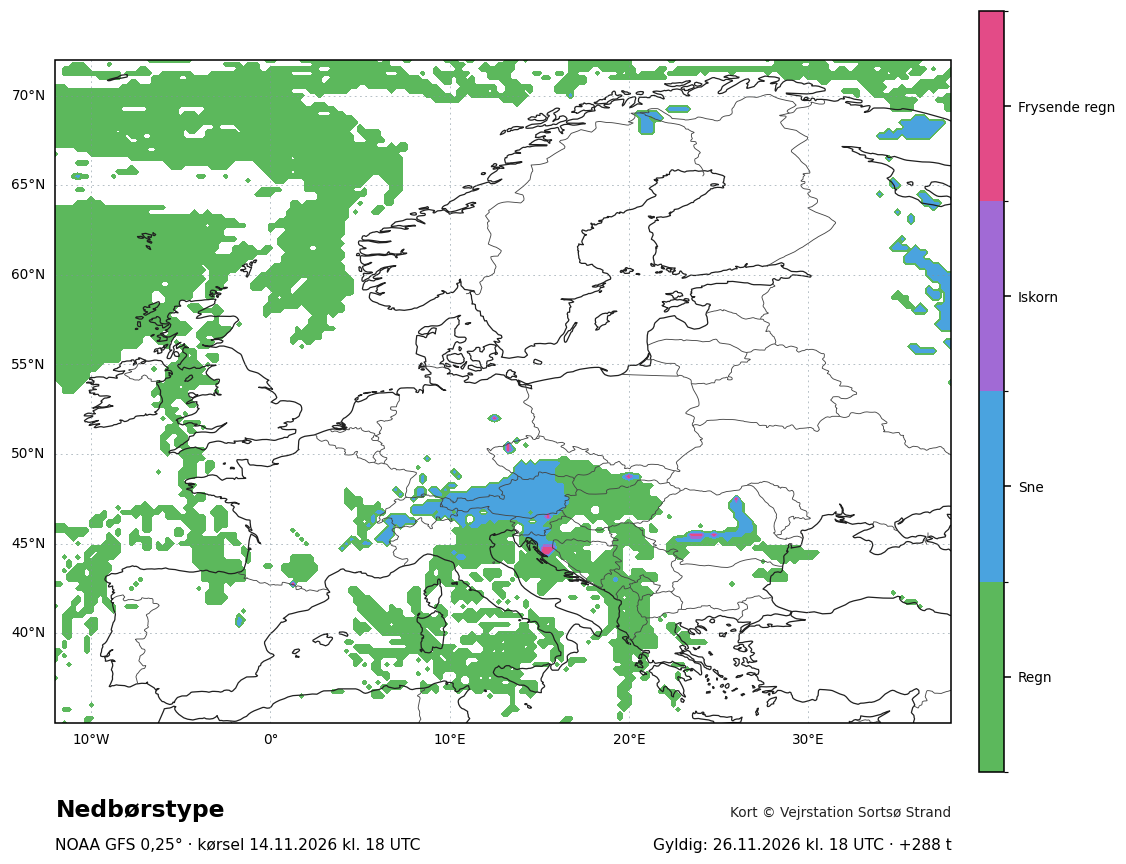 70°N
65°N
60°N
55°N
50°N
45°N
40°N
10°W
0°
10°E
20°E
30°E
Frysende regn
Iskorn
Sne
Regn
Nedbørstype
Kort © Vejrstation Sortsø Strand
NOAA GFS 0,25° · kørsel 14.11.2026 kl. 18 UTC
Gyldig: 26.11.2026 kl. 18 UTC · +288 t